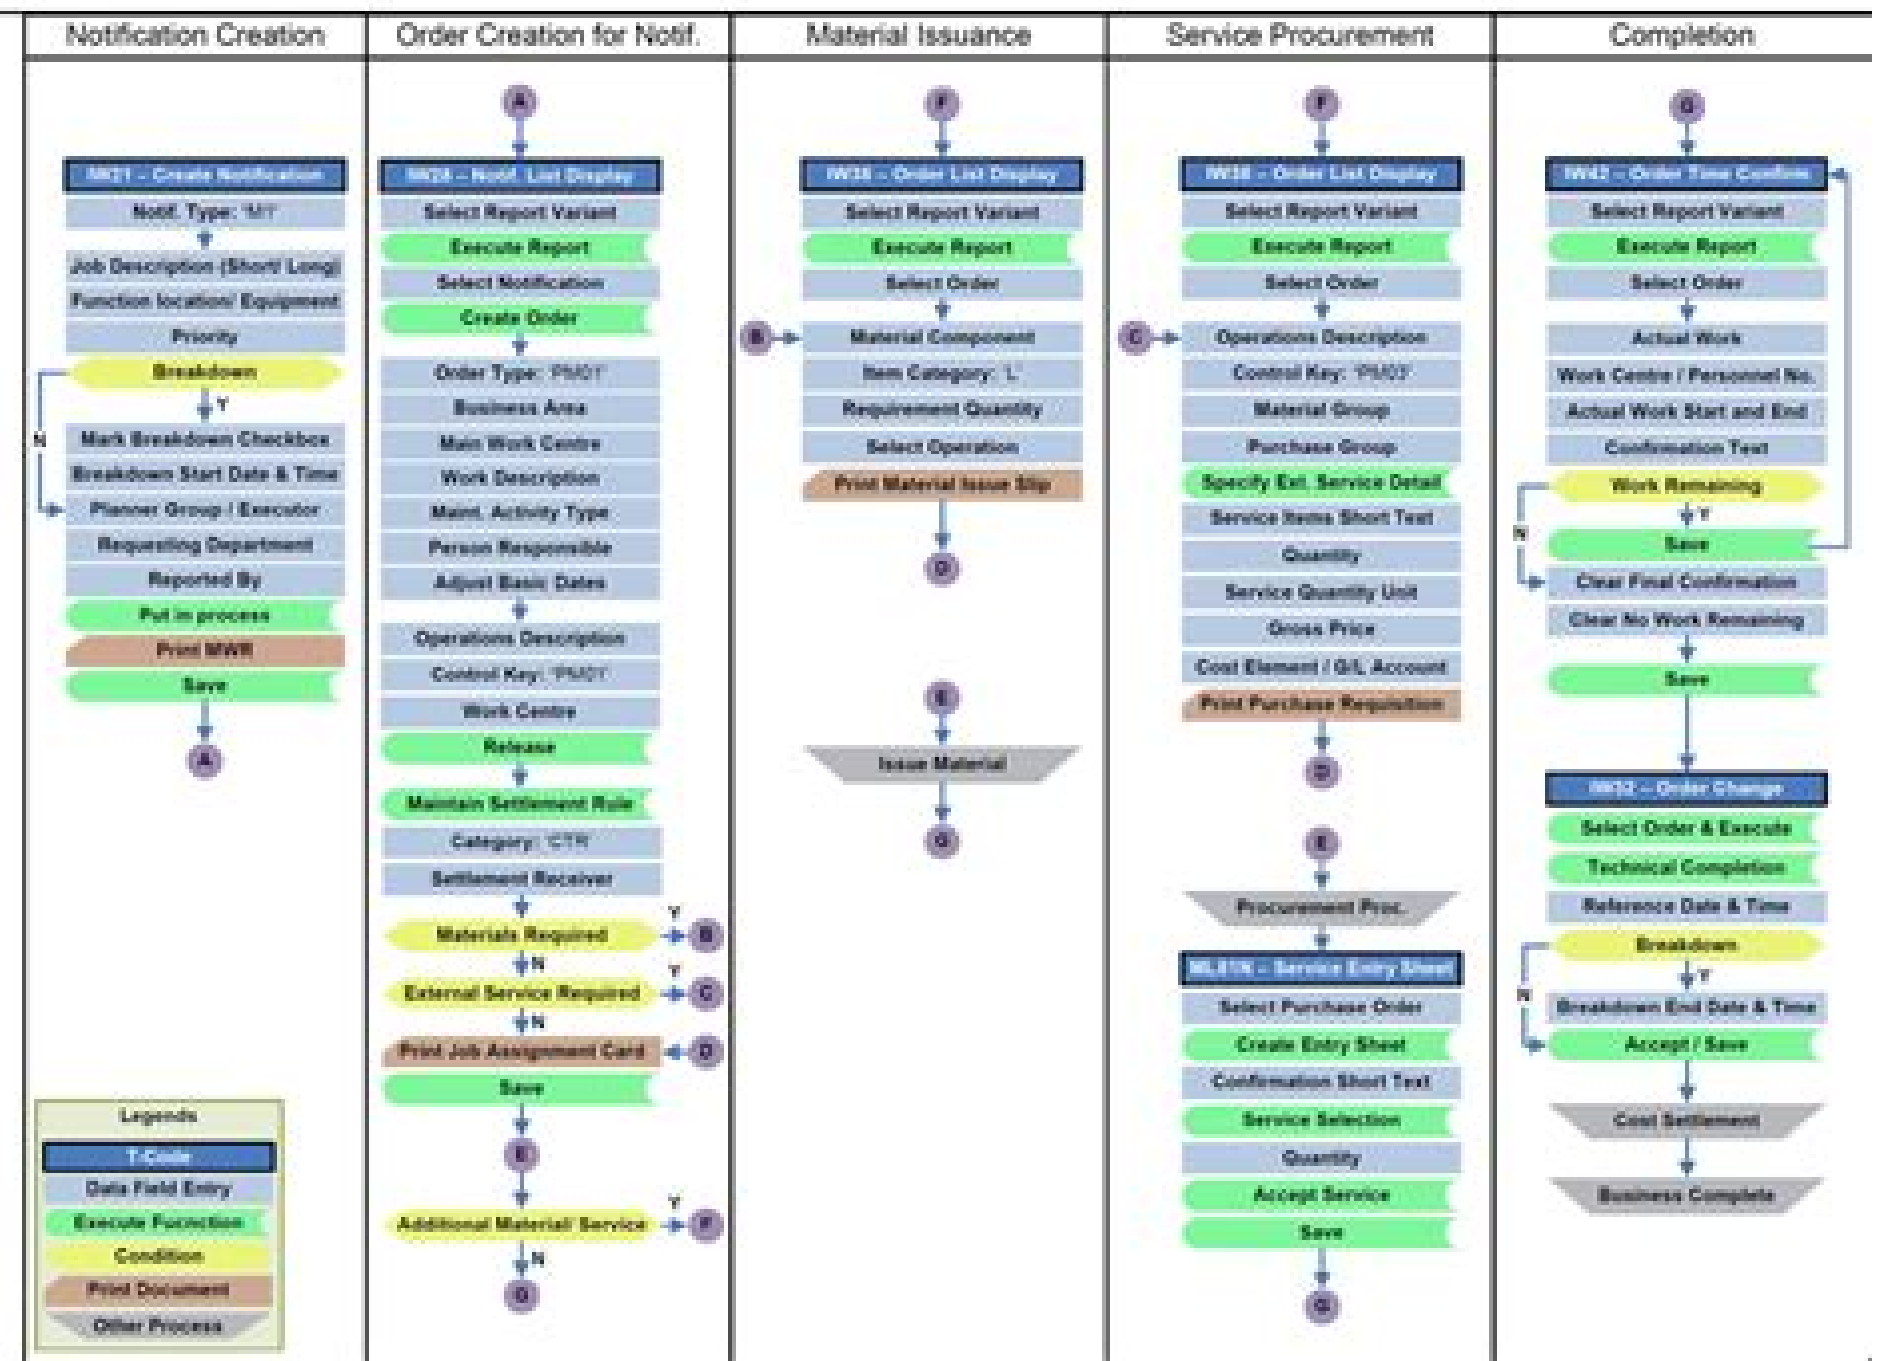 Notification Creation
IW21 – Create Notification
Notif. Type: 'M1'
Job Description (Short/ Long)
Function location/ Equipment
Priority
Breakdown
Y
N
Mark Breakdown Checkbox
Breakdown Start Date & Time
Planner Group / Executor
Requesting Department
Reported By
Put in process
Print MWR
Save
A
Legends
T-Code
Data Field Entry
Execute Fucnction
Condition
Print Document
Other Process
Order Creation for Notif.
A
IW28 – Notif. List Display
Select Report Variant
Execute Report
Select Notification
Create Order
Order Type: 'PM01'
Business Area
Main Work Centre
Work Description
Maint. Activity Type
Person Responsible
Adjust Basic Dates
Operations Description
Control Key: 'PM01'
Work Centre
Release
Maintain Settlement Rule
Category: 'CTR'
Settlement Receiver
Y
Materials Required
B
N
Y
External Service Required
C
N
Print Job Assignment Card
D
Save
E
Y
Additional Material/ Service
F
N
G
Material Issuance
F
IW38 – Order List Display
Select Report Variant
Execute Report
Select Order
B
Material Component
Item Category: 'L'
Requirement Quantity
Select Operation
Print Material Issue Slip
D
E
Issue Material
G
Service Procurement
F
IW38 – Order List Display
Select Report Variant
Execute Report
Select Order
C
Operations Description
Control Key: 'PM03'
Material Group
Purchase Group
Specify Ext. Service Detail
Service Items Short Text
Quantity
Service Quantity Unit
Gross Price
Cost Element / G/L Account
Print Purchase Requisition
D
E
Procurement Proc.
ML81N – Service Entry Sheet
Select Purchase Order
Create Entry Sheet
Confirmation Short Text
Service Selection
Quantity
Accept Service
Save
G
Completion
G
IW42 – Order Time Confirm
Select Report Variant
Execute Report
Select Order
Actual Work
Work Centre / Personnel No.
Actual Work Start and End
Confirmation Text
Work Remaining
Y
N
Save
Clear Final Confirmation
Clear No Work Remaining
Save
IW32 – Order Change
Select Order & Execute
Technical Completion
Reference Date & Time
Breakdown
Y
N
Breakdown End Date & Time
Accept / Save
Cost Settlement
Business Complete